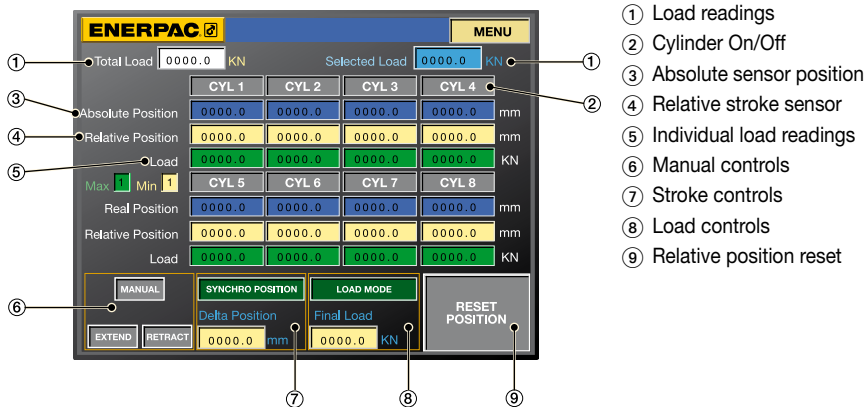 ENERPAC MENU
① Total Load 0000.0 KN Selected Load 0000.0 KN ①
CYL 1 CYL 2 CYL 3 CYL 4 ②
③ Absolute Position 0000.0 0000.0 0000.0 0000.0 mm
④ Relative Position 0000.0 0000.0 0000.0 0000.0 mm
⑤ Load 0000.0 0000.0 0000.0 0000.0 KN
Max 1 Min 1 CYL 5 CYL 6 CYL 7 CYL 8
Real Position 0000.0 0000.0 0000.0 0000.0 mm
Relative Position 0000.0 0000.0 0000.0 0000.0 mm
Load 0000.0 0000.0 0000.0 0000.0 KN
⑥ MANUAL
EXTEND RETRACT
SYNCHRO POSITION
Delta Position
0000.0 mm
LOAD MODE
Final Load
0000.0 KN
RESET
POSITION
⑦ ⑧ ⑨
① Load readings
② Cylinder On/Off
③ Absolute sensor position
④ Relative stroke sensor
⑤ Individual load readings
⑥ Manual controls
⑦ Stroke controls
⑧ Load controls
⑨ Relative position reset